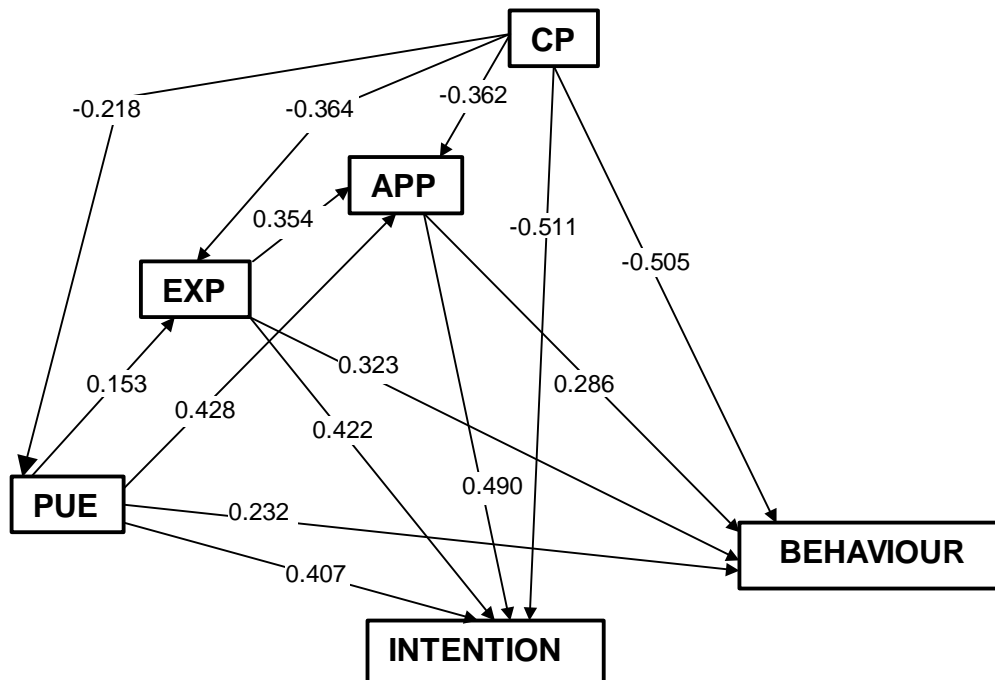 CP
-0.218
-0.364
-0.362
APP
0.354
-0.511
-0.505
EXP
0.323
0.153
0.286
0.428
0.422
0.490
PUE
0.232
BEHAVIOUR
0.407
INTENTION